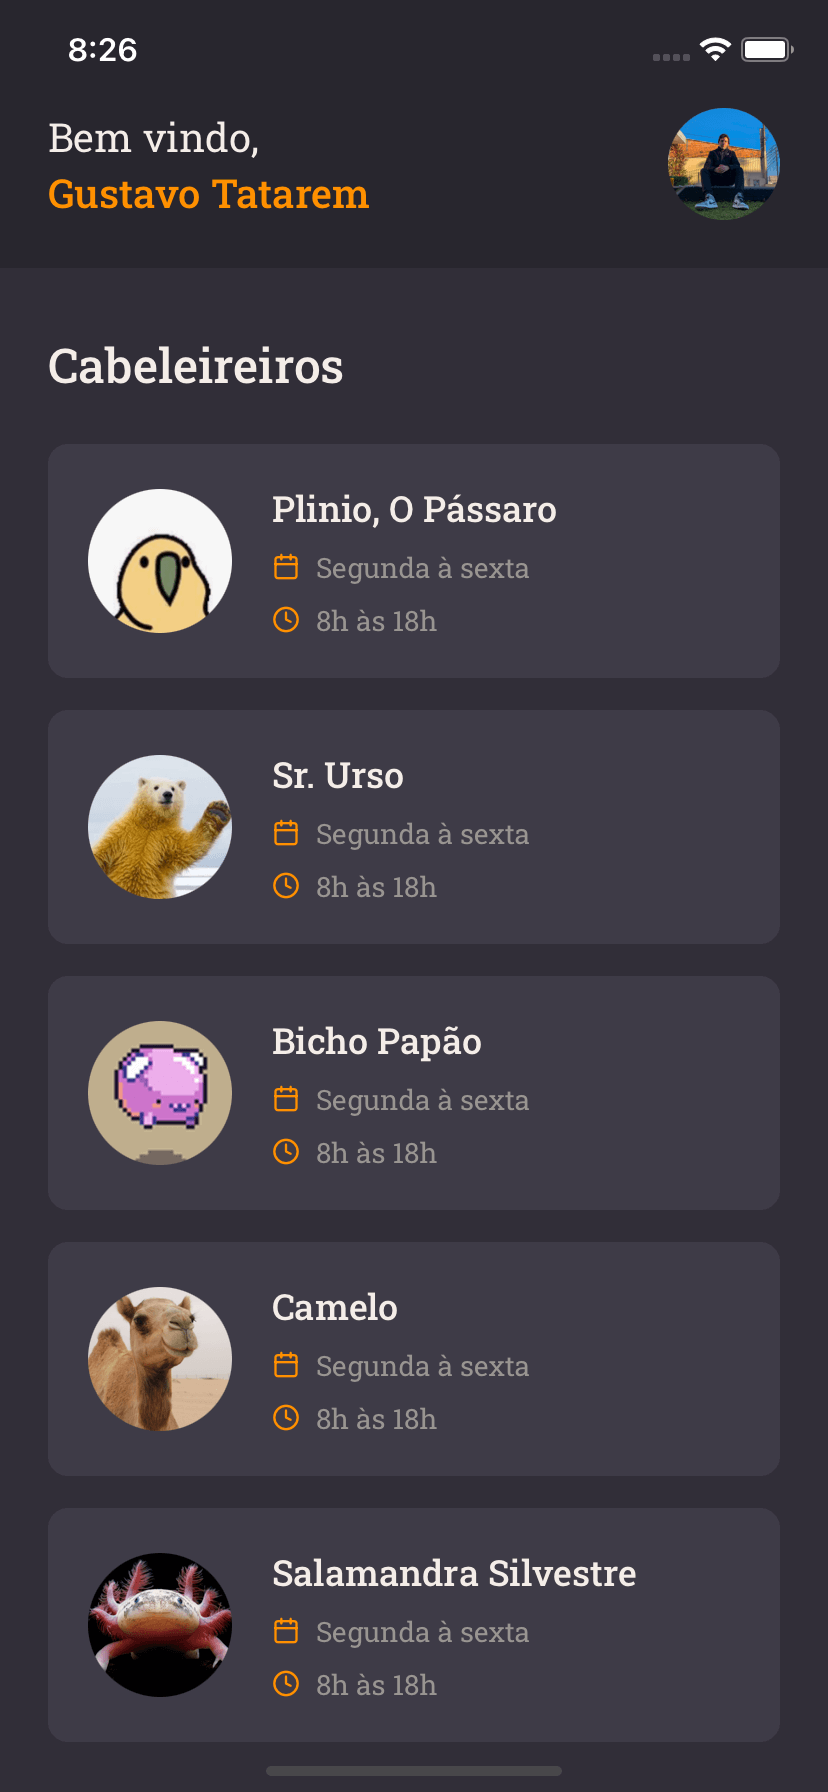 8:26
Bem vindo,
Gustavo Tatarem
Cabeleireiros
Plinio, O Pássaro
Segunda à sexta
8h às 18h
Sr. Urso
Segunda à sexta
8h às 18h
Bicho Papão
Segunda à sexta
8h às 18h
Camelo
Segunda à sexta
8h às 18h
Salamandra Silvestre
Segunda à sexta
8h às 18h